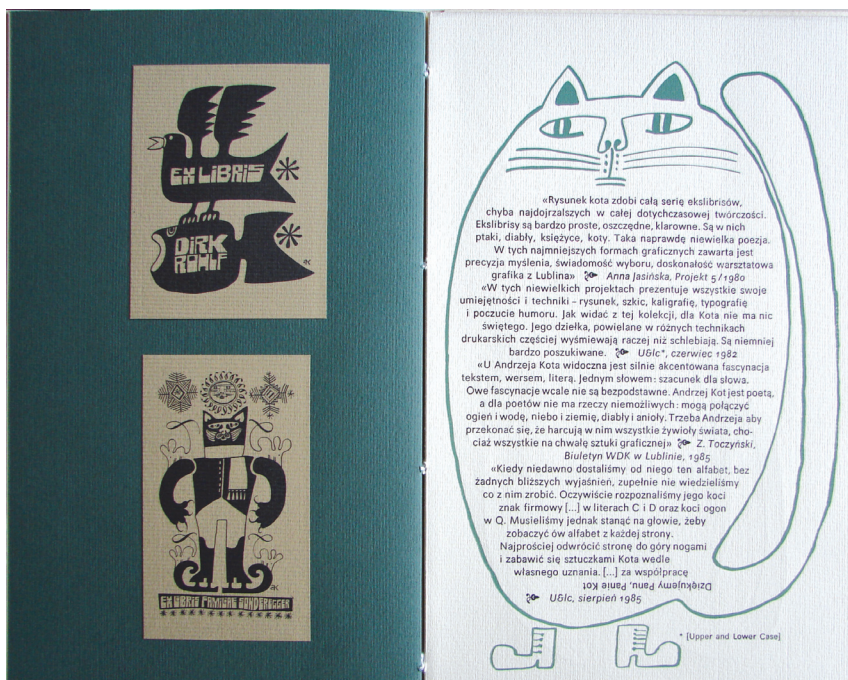 EX LIBRIS
DIRK
ROHLF
AK
AK
EX LIBRIS FAMILIAE SONDEREGGER
«Rysunek kota zdobi całą serię ekslibrisów,
chyba najdojrzalszych w całej dotychczasowej twórczości.
Ekslibrisy są bardzo proste, oszczędne, klarowne. Są w nich
ptaki, diabły, księżyce, koty. Taka naprawdę niewielka poezja.
W tych najmniejszych formach graficznych zawarta jest
precyzja myślenia, świadomość wyboru, doskonałość warsztatowa
grafika z Lublina» Anna Jasińska, Projekt 5/1980
«W tych niewielkich projektach prezentuje wszystkie swoje
umiejętności i techniki – rysunek, szkic, kaligrafię, typografię
i poczucie humoru. Jak widać z tej kolekcji, dla Kota nie ma nic
świętego. Jego dziełka, powielane w różnych technikach
drukarskich częściej wyśmiewają raczej niż schlebiają. Są niemniej
bardzo poszukiwane. U&lc*, czerwiec 1982
«U Andrzeja Kota widoczna jest silnie akcentowana fascynacja
tekstem, wersem, literą. Jednym słowem: szacunek dla słowa.
Owe fascynacje wcale nie są bezpodstawne. Andrzej Kot jest poetą,
a dla poetów nie ma rzeczy niemożliwych: mogą połączyć
ogień i wodę, niebo i ziemię, diabły i anioły. Trzeba Andrzeja aby
przekonać się, że harcują w nim wszystkie żywioły świata, cho-
ciaż wszystkie na chwałę sztuki graficznej» Z. Toczyński,
Biuletyn WDK w Lublinie, 1985
«Kiedy niedawno dostaliśmy od niego ten alfabet, bez
żadnych bliższych wyjaśnień, zupełnie nie wiedzieliśmy
co z nim zrobić. Oczywiście rozpoznaliśmy jego koci
znak firmowy [...] w literach C i D oraz koci ogon
w Q. Musieliśmy jednak stanąć na głowie, żeby
zobaczyć ów alfabet z każdej strony.
Najprościej odwrócić stronę do góry nogami
i zabawić się sztuczkami Kota wedle
własnego uznania. [...] za współpracę
Dziękujemy Panu, Panie Kot
U&lc, sierpień 1985
* [Upper and Lower Case]